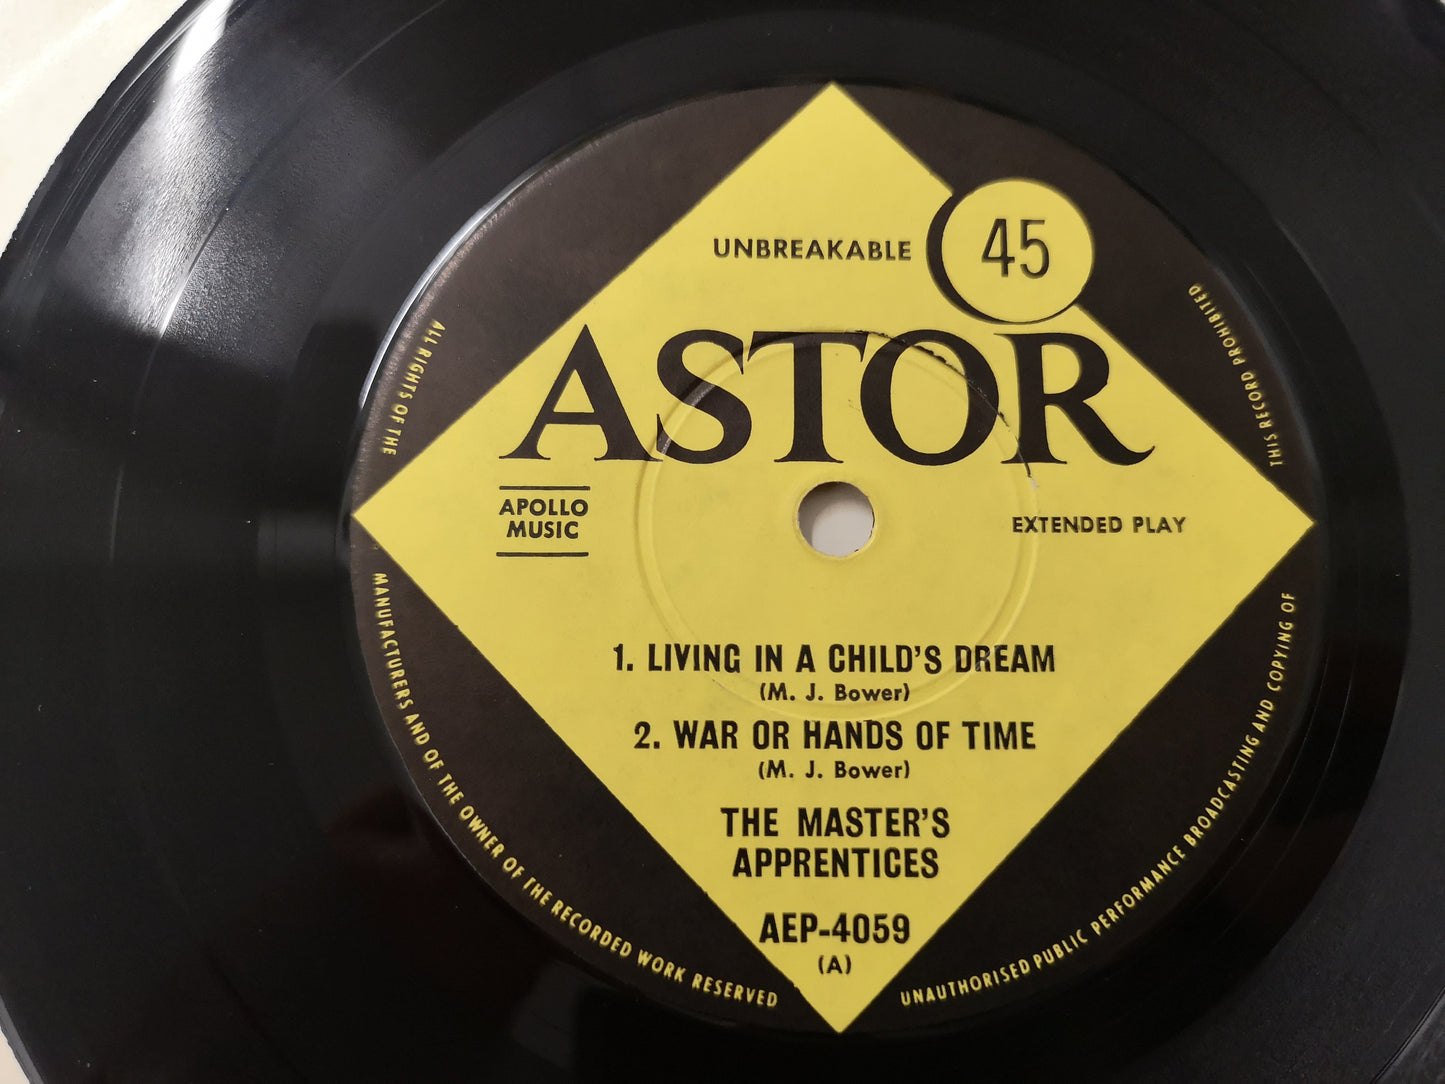 UNBREAKABLE
45
ASTOR
APOLLO
MUSIC
EXTENDED PLAY
1. LIVING IN A CHILD'S DREAM
(M. J. Bower)
2. WAR OR HANDS OF TIME
(M. J. Bower)
THE MASTER'S
APPRENTICES
AEP-4059
(A)
ALL RIGHTS OF THE
MANUFACTURERS AND OF THE OWNER OF THE RECORDED WORK RESERVED
UNAUTHORISED PUBLIC PERFORMANCE BROADCASTING AND COPYING OF
THIS RECORD PROHIBITED